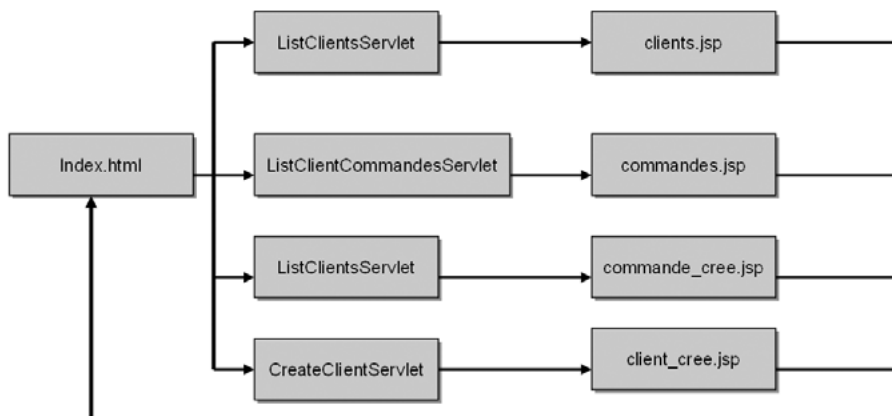 ListClientsServlet
clients.jsp
Index.html
ListClientCommandesServlet
commandes.jsp
ListClientsServlet
commande_cree.jsp
CreateClientServlet
client_cree.jsp